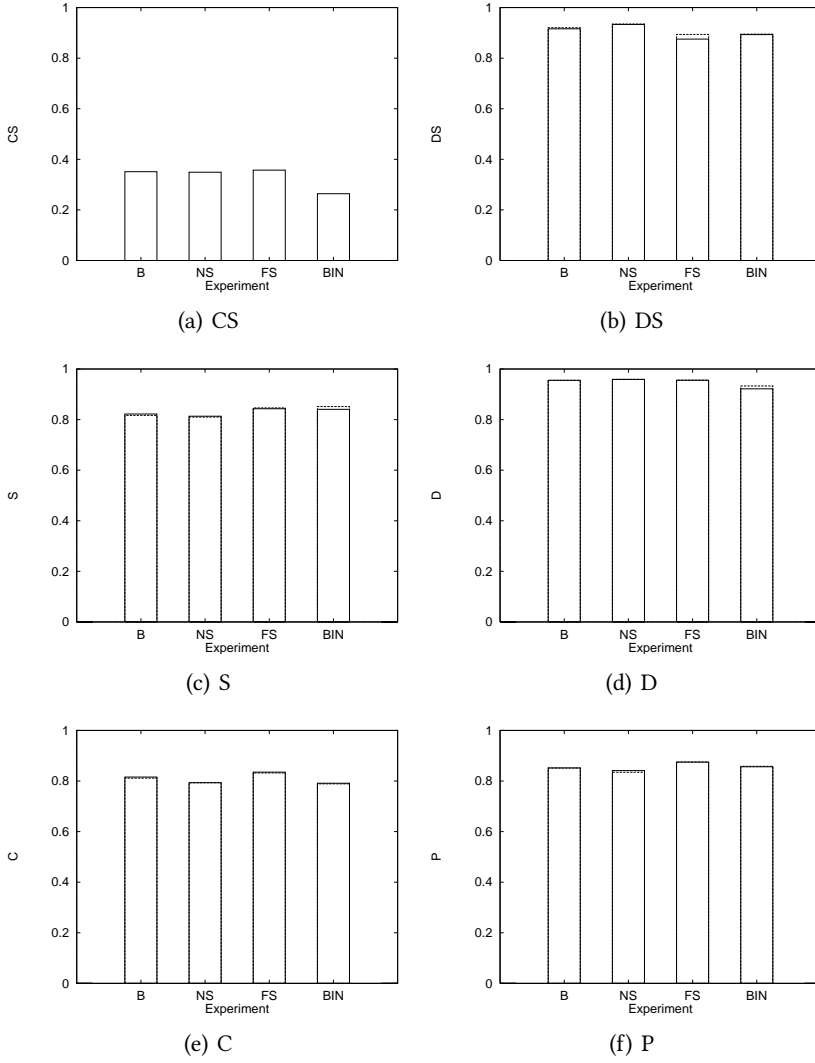 1
0.8
0.6
0.4
0.2
0
CS
B NS FS BIN
Experiment
(a) CS
1
0.8
0.6
0.4
0.2
0
DS
B NS FS BIN
Experiment
(b) DS
1
0.8
0.6
0.4
0.2
0
S
B NS FS BIN
Experiment
(c) S
1
0.8
0.6
0.4
0.2
0
D
B NS FS BIN
Experiment
(d) D
1
0.8
0.6
0.4
0.2
0
C
B NS FS BIN
Experiment
(e) C
1
0.8
0.6
0.4
0.2
0
P
B NS FS BIN
Experiment
(f) P